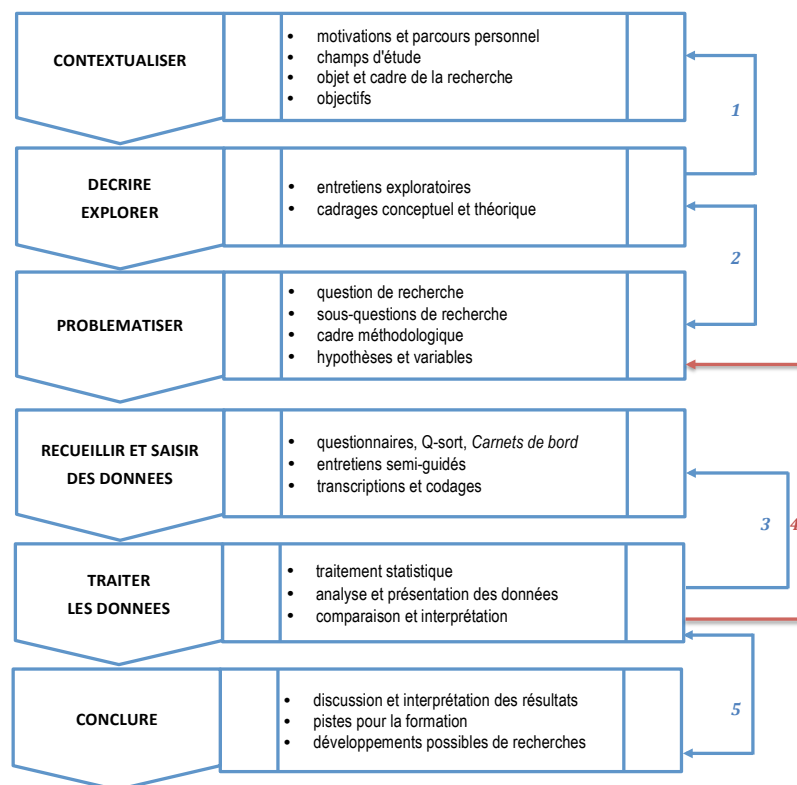 CONTEXTUALISER
• motivations et parcours personnel
• champs d'étude
• objet et cadre de la recherche
• objectifs
1
DECRIRE
EXPLORER
• entretiens exploratoires
• cadrages conceptuel et théorique
2
PROBLEMATISER
• question de recherche
• sous-questions de recherche
• cadre méthodologique
• hypothèses et variables
RECUEILLIR ET SAISIR
DES DONNEES
• questionnaires, Q-sort, Carnets de bord
• entretiens semi-guidés
• transcriptions et codages
3
4
TRAITER
LES DONNEES
• traitement statistique
• analyse et présentation des données
• comparaison et interprétation
5
CONCLURE
• discussion et interprétation des résultats
• pistes pour la formation
• développements possibles de recherches